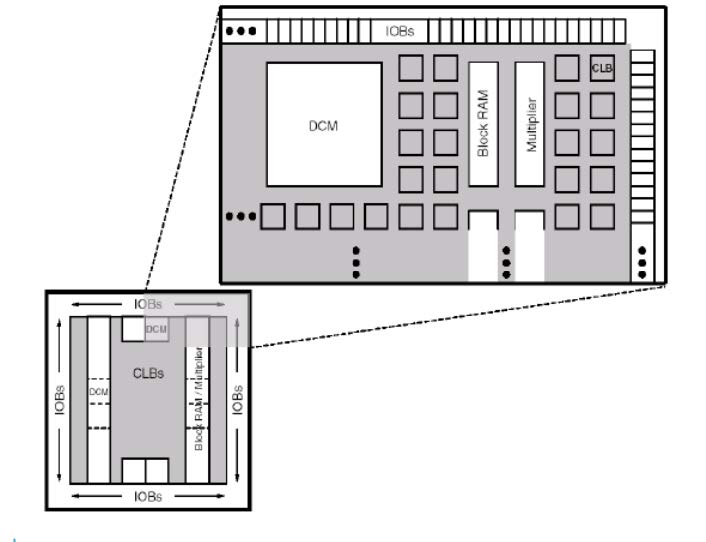 IOBs
CLB
DCM
Block RAM
Multiplier
IOBs
DCM
CLBs
IOBs
DCM
Block RAM / Multiplier
IOBs
IOBs